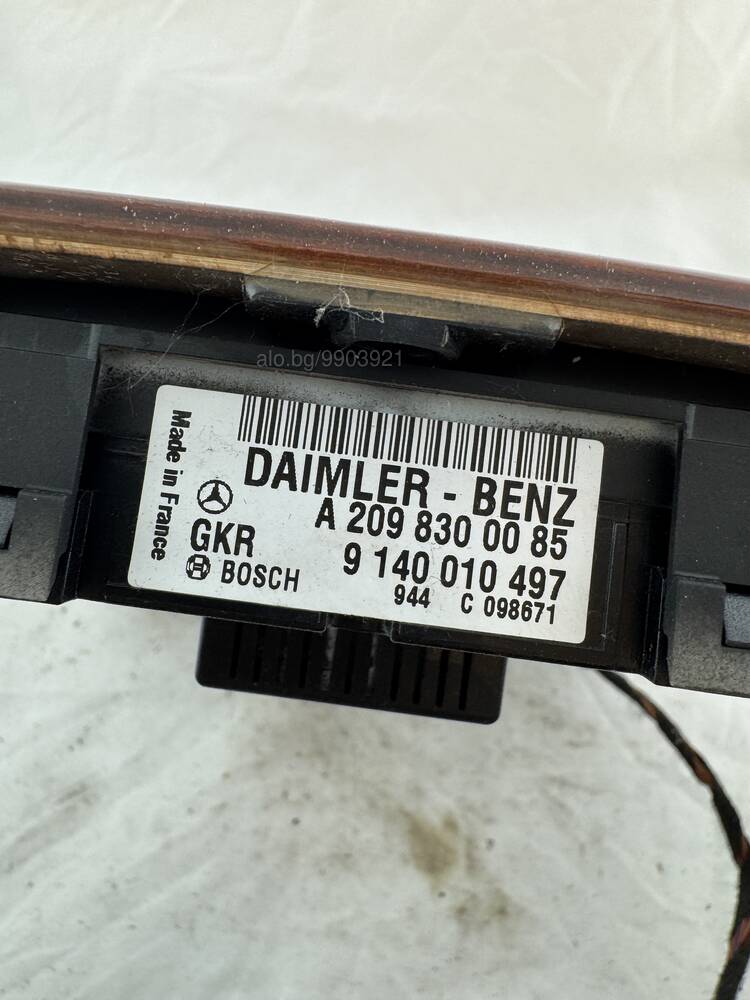 alo.bg/9903921
Made in France
DAIMLER - BENZ
A 209 830 00 85
GKR
9 140 010 497
BOSCH
944 C 098671